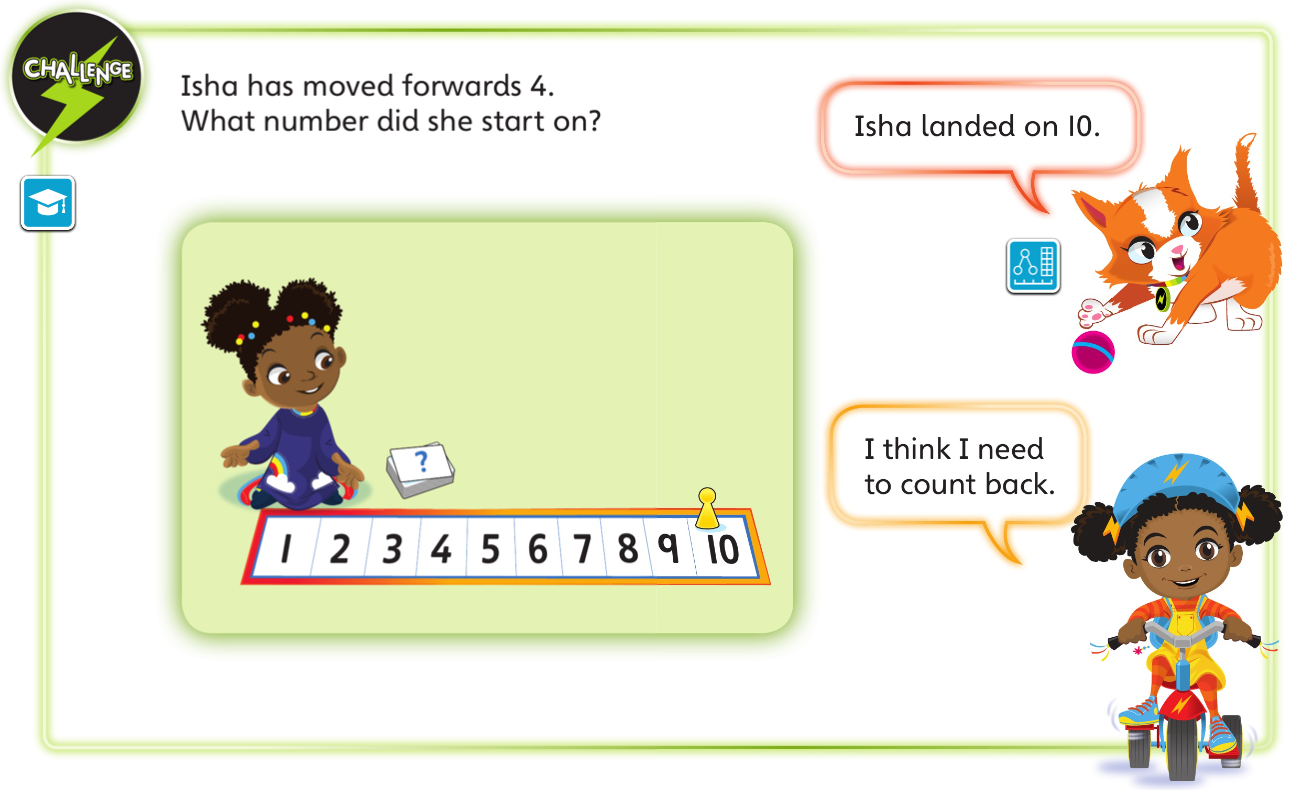 CHALLENGE
Isha has moved forwards 4.
What number did she start on?
Isha landed on 10.
I think I need
to count back.
?
1 2 3 4 5 6 7 8 9 10